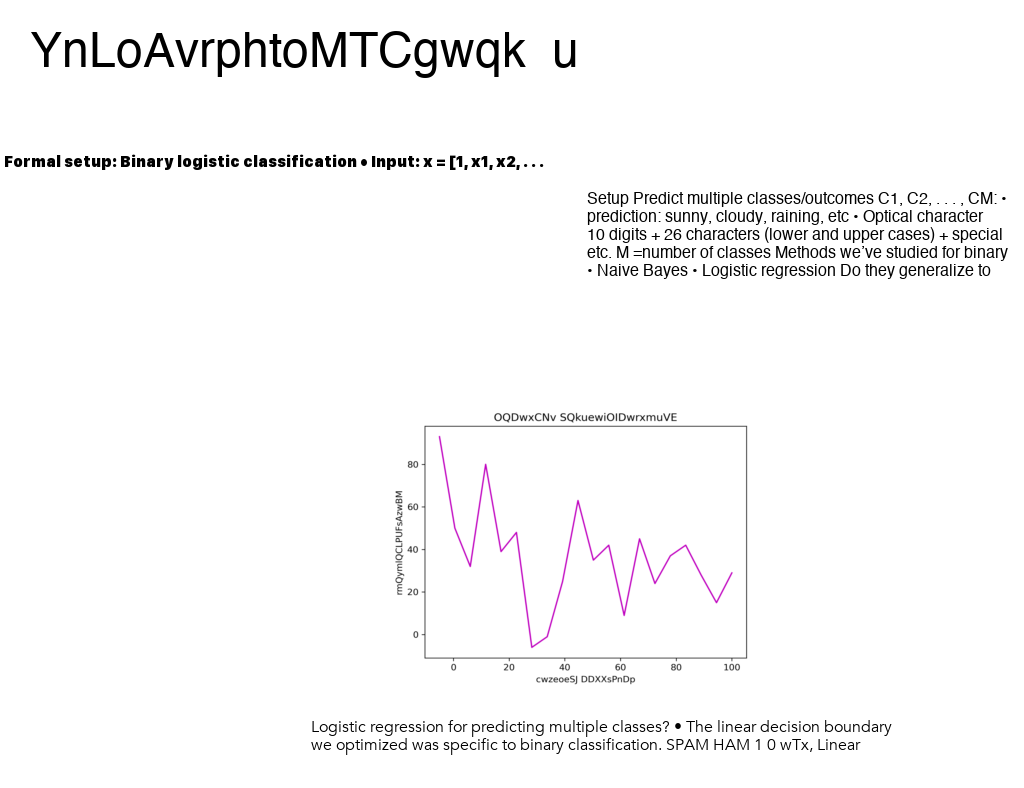 YnLoAvrphtoMTCgwqk u
Formal setup: Binary logistic classification • Input: x = [1, x1, x2, . . .
Setup Predict multiple classes/outcomes C1, C2, . . . , CM: •
prediction: sunny, cloudy, raining, etc • Optical character
10 digits + 26 characters (lower and upper cases) + special
etc. M =number of classes Methods we’ve studied for binary
• Naive Bayes • Logistic regression Do they generalize to
OQDwxCNv SQkuewiOIDwrxmuVE
rmQymlQCLPUFsAzwBM
80
60
40
20
0
0 20 40 60 80 100
cwzeoeSJ DDXXsPnDp
Logistic regression for predicting multiple classes? • The linear decision boundary
we optimized was specific to binary classification. SPAM HAM 1 0 wTx, Linear